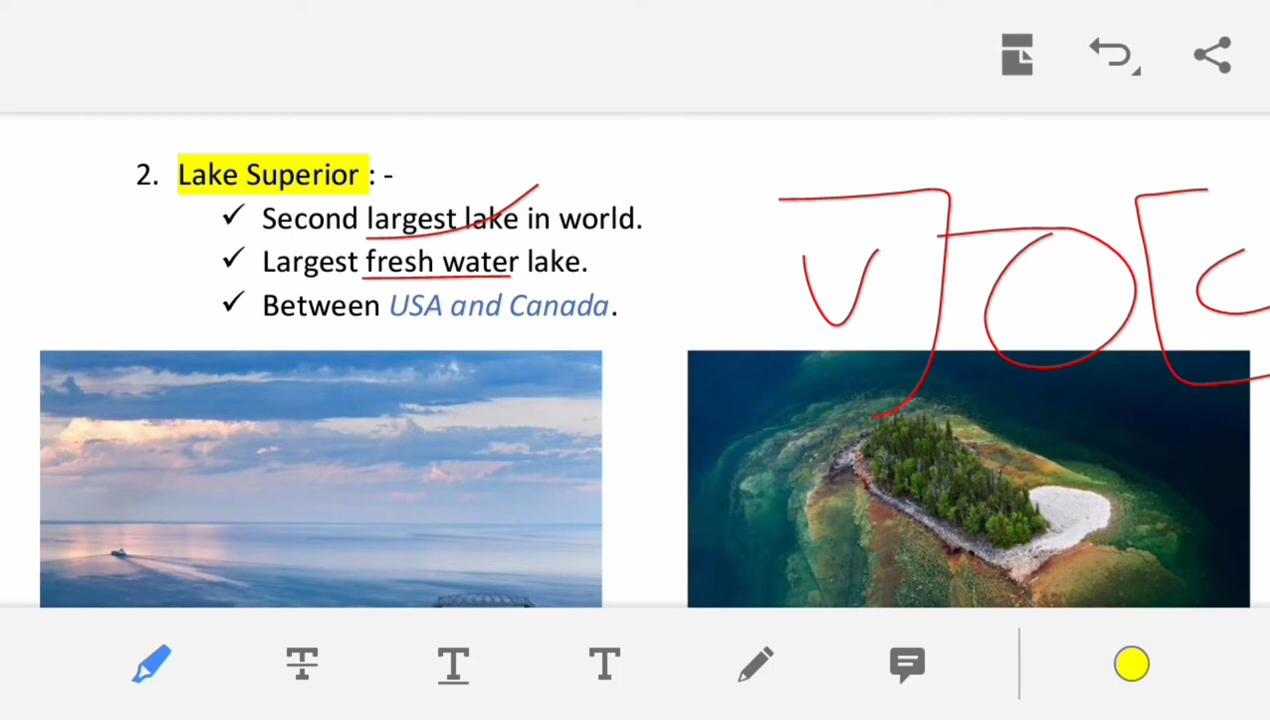 2. Lake Superior : -
✓ Second largest lake in world.
✓ Largest fresh water lake.
✓ Between USA and Canada.